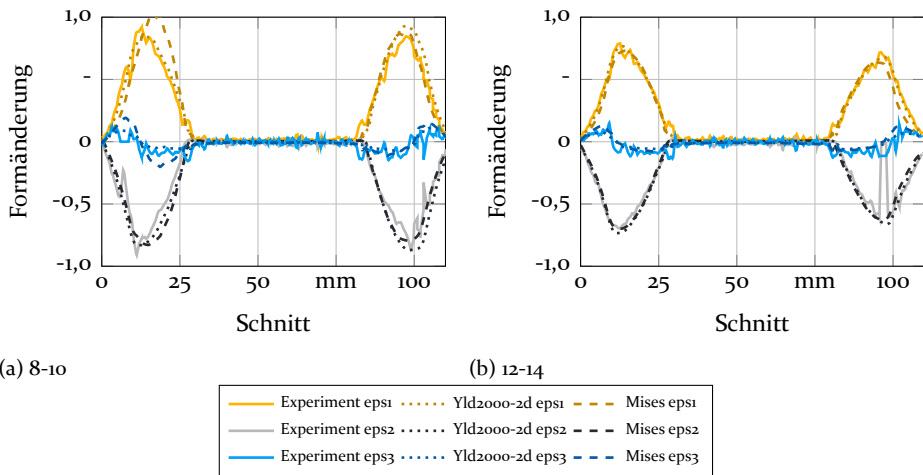 1,0
-
0
-0,5
-1,0
Formänderung
0 25 50 mm 100
Schnitt
(a) 8-10
1,0
-
0
-0,5
-1,0
Formänderung
0 25 50 mm 100
Schnitt
(b) 12-14
Experiment eps1 Yld2000-2d eps1 Mises eps1
Experiment eps2 Yld2000-2d eps2 Mises eps2
Experiment eps3 Yld2000-2d eps3 Mises eps3